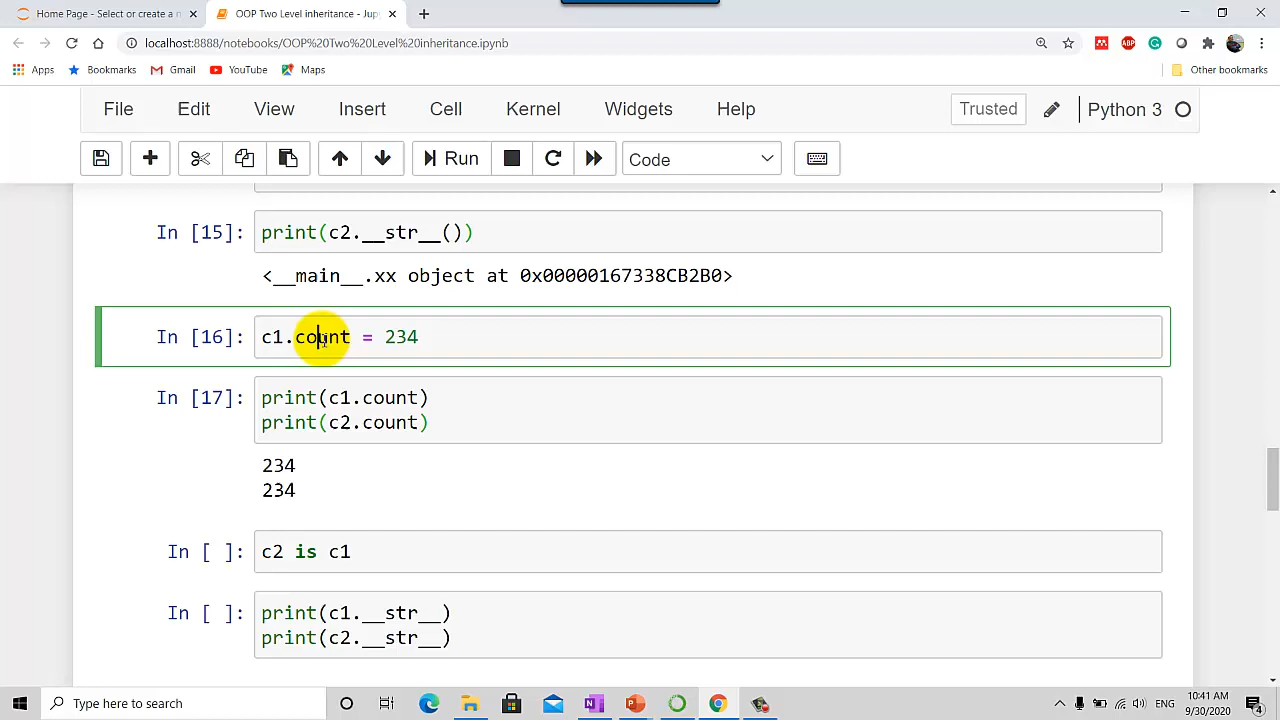 Home Page - Select or create a n
OOP Two Level inheritance - Jup
localhost:8888/notebooks/OOP%20Two%20Level%20inheritance.ipynb
ABP
Apps
Bookmarks
Gmail
YouTube
Maps
Other bookmarks
File
Edit
View
Insert
Cell
Kernel
Widgets
Help
Trusted
Python 3
Run
Code
In [15]:
print(c2.__str__())
<__main__.xx object at 0x00000167338CB2B0>
In [16]:
c1.count = 234
In [17]:
print(c1.count)
print(c2.count)
234
234
In [ ]:
c2 is c1
In [ ]:
print(c1.__str__)
print(c2.__str__)
Type here to search
ENG
10:41 AM
9/30/2020
4